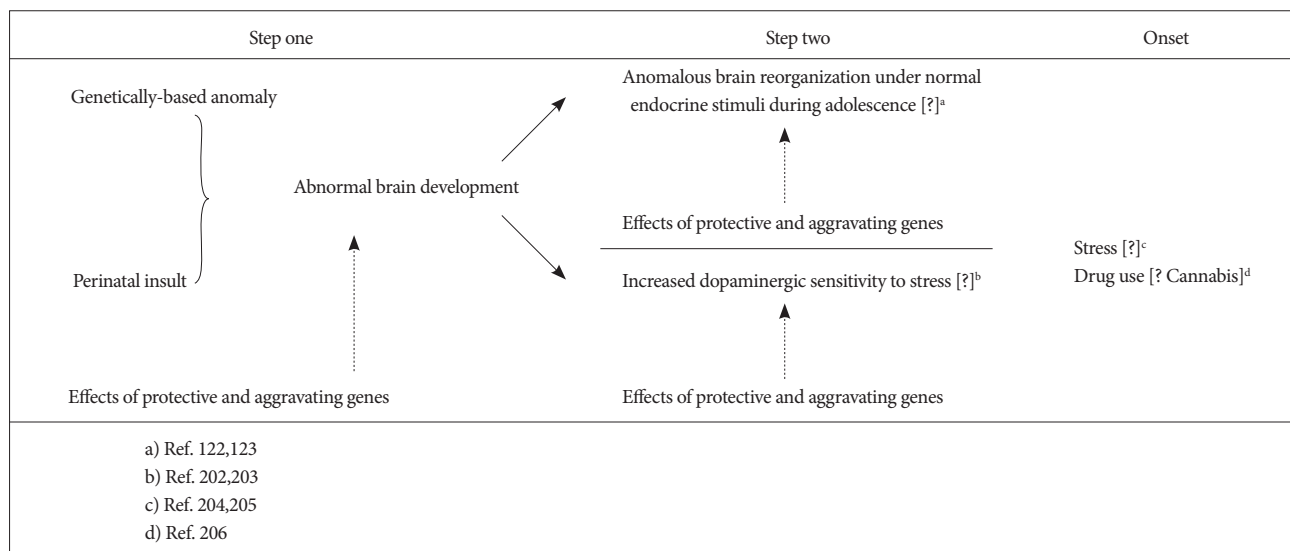 Step one
Step two
Onset
Genetically-based anomaly
Anomalous brain reorganization under normal
endocrine stimuli during adolescence [?]ᵃ
Abnormal brain development
Effects of protective and aggravating genes
Perinatal insult
Increased dopaminergic sensitivity to stress [?]ᵇ
Stress [?]ᶜ
Drug use [? Cannabis]ᵈ
Effects of protective and aggravating genes
Effects of protective and aggravating genes
a) Ref. 122,123
b) Ref. 202,203
c) Ref. 204,205
d) Ref. 206